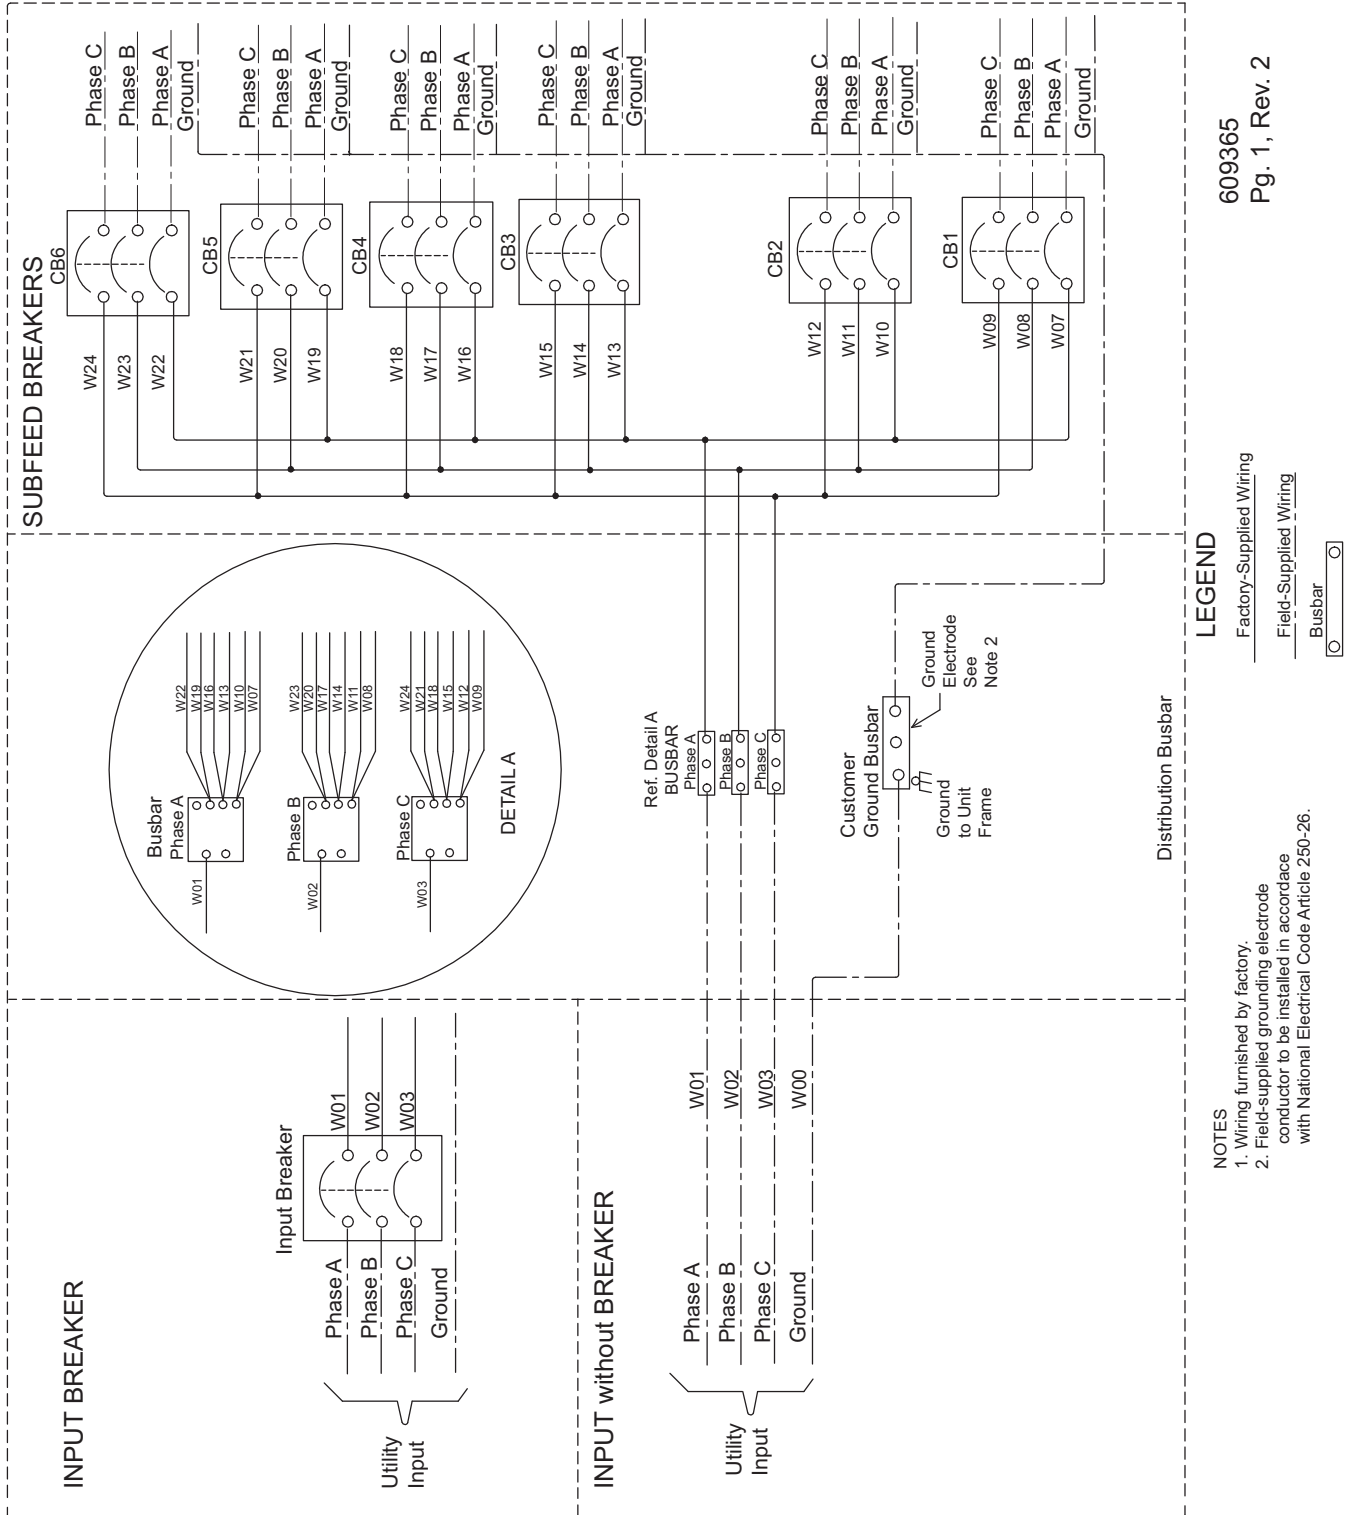 INPUT BREAKER
Utility
Input
Phase A
Phase B
Phase C
Ground
Input Breaker
W01
W02
W03
INPUT without BREAKER
Utility
Input
Phase A
Phase B
Phase C
Ground
W01
W02
W03
W00
Busbar
Phase A
W01
W22
W19
W16
W13
W10
W07
Phase B
W02
W23
W20
W17
W14
W11
W08
Phase C
W03
W24
W21
W18
W15
W12
W09
DETAIL A
Ref. Detail A
BUSBAR
Phase A
Phase B
Phase C
Customer
Ground Busbar
Ground
to Unit
Frame
Ground
Electrode
See
Note 2
Distribution Busbar
SUBFEED BREAKERS
CB6
W24
W23
W22
Phase C
Phase B
Phase A
Ground
CB5
W21
W20
W19
Phase C
Phase B
Phase A
Ground
CB4
W18
W17
W16
Phase C
Phase B
Phase A
Ground
CB3
W15
W14
W13
Phase C
Phase B
Phase A
Ground
CB2
W12
W11
W10
Phase C
Phase B
Phase A
Ground
CB1
W09
W08
W07
Phase C
Phase B
Phase A
Ground
NOTES
1. Wiring furnished by factory.
2. Field-supplied grounding electrode
conductor to be installed in accordace
with National Electrical Code Article 250-26.
LEGEND
Factory-Supplied Wiring
Field-Supplied Wiring
Busbar
609365
Pg. 1, Rev. 2